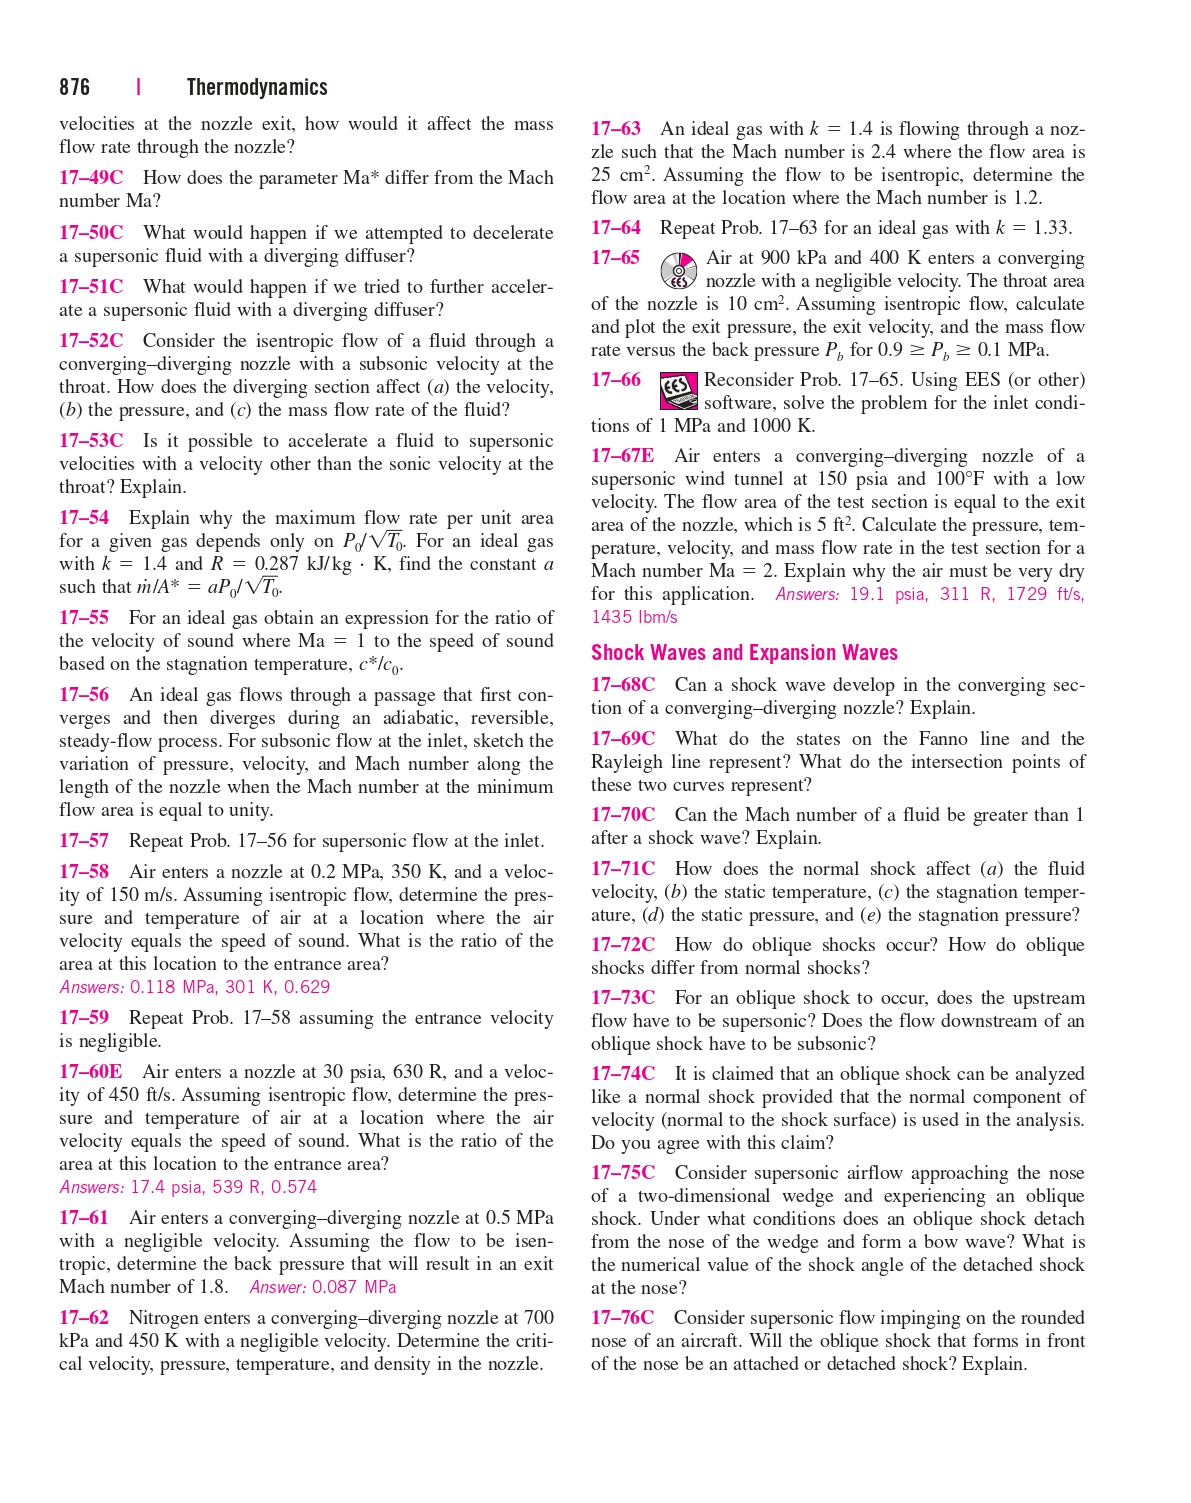 876 | Thermodynamics
velocities at the nozzle exit, how would it affect the mass
flow rate through the nozzle?
17–49C How does the parameter Ma* differ from the Mach
number Ma?
17–50C What would happen if we attempted to decelerate
a supersonic fluid with a diverging diffuser?
17–51C What would happen if we tried to further acceler-
ate a supersonic fluid with a diverging diffuser?
17–52C Consider the isentropic flow of a fluid through a
converging–diverging nozzle with a subsonic velocity at the
throat. How does the diverging section affect (a) the velocity,
(b) the pressure, and (c) the mass flow rate of the fluid?
17–53C Is it possible to accelerate a fluid to supersonic
velocities with a velocity other than the sonic velocity at the
throat? Explain.
17–54 Explain why the maximum flow rate per unit area
for a given gas depends only on P₀/√T₀. For an ideal gas
with k = 1.4 and R = 0.287 kJ/kg · K, find the constant a
such that ṁ/A* = aP₀/√T₀.
17–55 For an ideal gas obtain an expression for the ratio of
the velocity of sound where Ma = 1 to the speed of sound
based on the stagnation temperature, c*/c₀.
17–56 An ideal gas flows through a passage that first con-
verges and then diverges during an adiabatic, reversible,
steady-flow process. For subsonic flow at the inlet, sketch the
variation of pressure, velocity, and Mach number along the
length of the nozzle when the Mach number at the minimum
flow area is equal to unity.
17–57 Repeat Prob. 17–56 for supersonic flow at the inlet.
17–58 Air enters a nozzle at 0.2 MPa, 350 K, and a veloc-
ity of 150 m/s. Assuming isentropic flow, determine the pres-
sure and temperature of air at a location where the air
velocity equals the speed of sound. What is the ratio of the
area at this location to the entrance area?
Answers: 0.118 MPa, 301 K, 0.629
17–59 Repeat Prob. 17–58 assuming the entrance velocity
is negligible.
17–60E Air enters a nozzle at 30 psia, 630 R, and a veloc-
ity of 450 ft/s. Assuming isentropic flow, determine the pres-
sure and temperature of air at a location where the air
velocity equals the speed of sound. What is the ratio of the
area at this location to the entrance area?
Answers: 17.4 psia, 539 R, 0.574
17–61 Air enters a converging–diverging nozzle at 0.5 MPa
with a negligible velocity. Assuming the flow to be isen-
tropic, determine the back pressure that will result in an exit
Mach number of 1.8. Answer: 0.087 MPa
17–62 Nitrogen enters a converging–diverging nozzle at 700
kPa and 450 K with a negligible velocity. Determine the criti-
cal velocity, pressure, temperature, and density in the nozzle.
17–63 An ideal gas with k = 1.4 is flowing through a noz-
zle such that the Mach number is 2.4 where the flow area is
25 cm². Assuming the flow to be isentropic, determine the
flow area at the location where the Mach number is 1.2.
17–64 Repeat Prob. 17–63 for an ideal gas with k = 1.33.
17–65 EES Air at 900 kPa and 400 K enters a converging
nozzle with negligible velocity. The throat area
of the nozzle is 10 cm². Assuming isentropic flow, calculate
and plot the exit pressure, the exit velocity, and the mass flow
rate versus the back pressure P_b for 0.9 ≥ P_b ≥ 0.1 MPa.
17–66 EES Reconsider Prob. 17–65. Using EES (or other)
software, solve the problem for the inlet condi-
tions of 1 MPa and 1000 K.
17–67E Air enters a converging–diverging nozzle of a
supersonic wind tunnel at 150 psia and 100°F with a low
velocity. The flow area of the test section is equal to the exit
area of the nozzle, which is 5 ft². Calculate the pressure, tem-
perature, velocity, and mass flow rate in the test section for a
Mach number Ma = 2. Explain why the air must be very dry
for this application. Answers: 19.1 psia, 311 R, 1729 ft/s,
1435 lbm/s
Shock Waves and Expansion Waves
17–68C Can a shock wave develop in the converging sec-
tion of a converging–diverging nozzle? Explain.
17–69C What do the states on the Fanno line and the
Rayleigh line represent? What do the intersection points of
these two curves represent?
17–70C Can the Mach number of a fluid be greater than 1
after a shock wave? Explain.
17–71C How does the normal shock affect (a) the fluid
velocity, (b) the static temperature, (c) the stagnation temper-
ature, (d) the static pressure, and (e) the stagnation pressure?
17–72C How do oblique shocks occur? How do oblique
shocks differ from normal shocks?
17–73C For an oblique shock to occur, does the upstream
flow have to be supersonic? Does the flow downstream of an
oblique shock have to be subsonic?
17–74C It is claimed that an oblique shock can be analyzed
like a normal shock provided that the normal component of
velocity (normal to the shock surface) is used in the analysis.
Do you agree with this claim?
17–75C Consider supersonic airflow approaching the nose
of a two-dimensional wedge and experiencing an oblique
shock. Under what conditions does an oblique shock detach
from the nose of the wedge and form a bow wave? What is
the numerical value of the shock angle of the detached shock
at the nose?
17–76C Consider supersonic flow impinging on the rounded
nose of an aircraft. Will the oblique shock that forms in front
of the nose be an attached or detached shock? Explain.